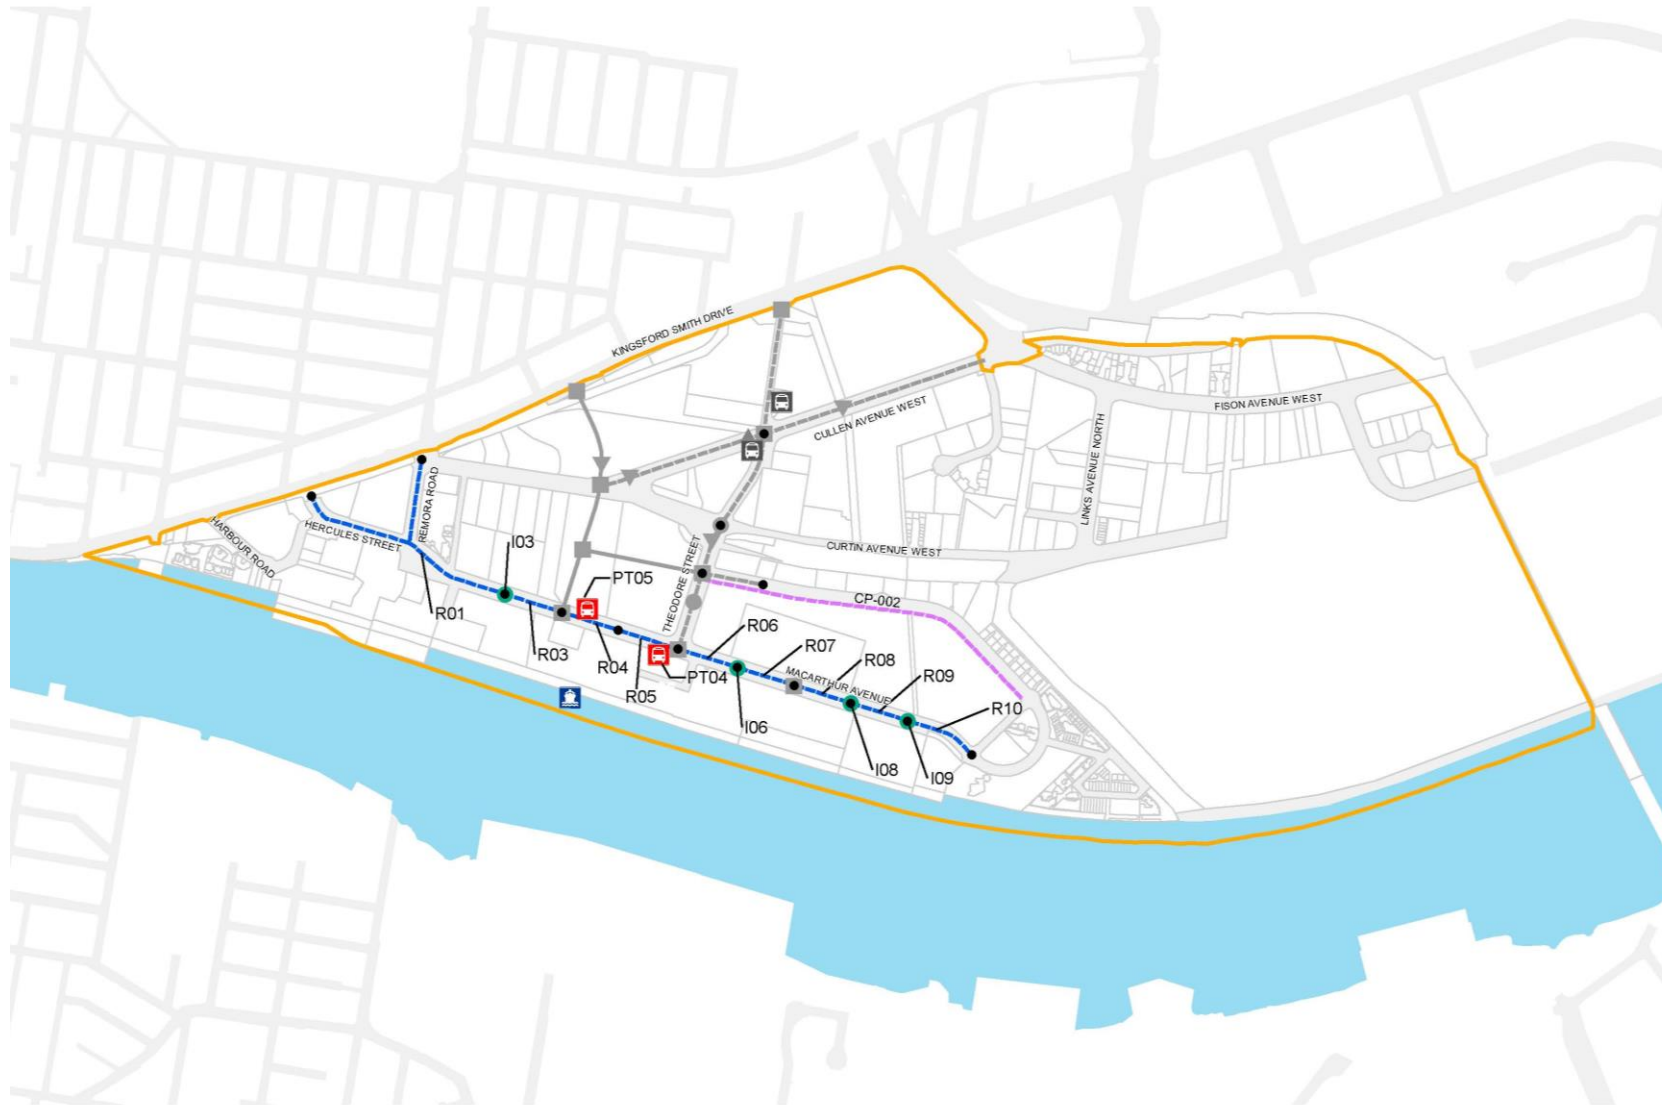 KINGSFORD SMITH DRIVE
FISON AVENUE WEST
CULLEN AVENUE WEST
LINKS AVENUE NORTH
REMORA ROAD
HERCULES STREET
HARBOUR ROAD
CURTIN AVENUE WEST
THEODORE STREET
I03
PT05
CP-002
R01
R03
R04
R05
PT04
R06
R07
R08
MACARTHUR AVENUE
R09
R10
I06
I08
I09